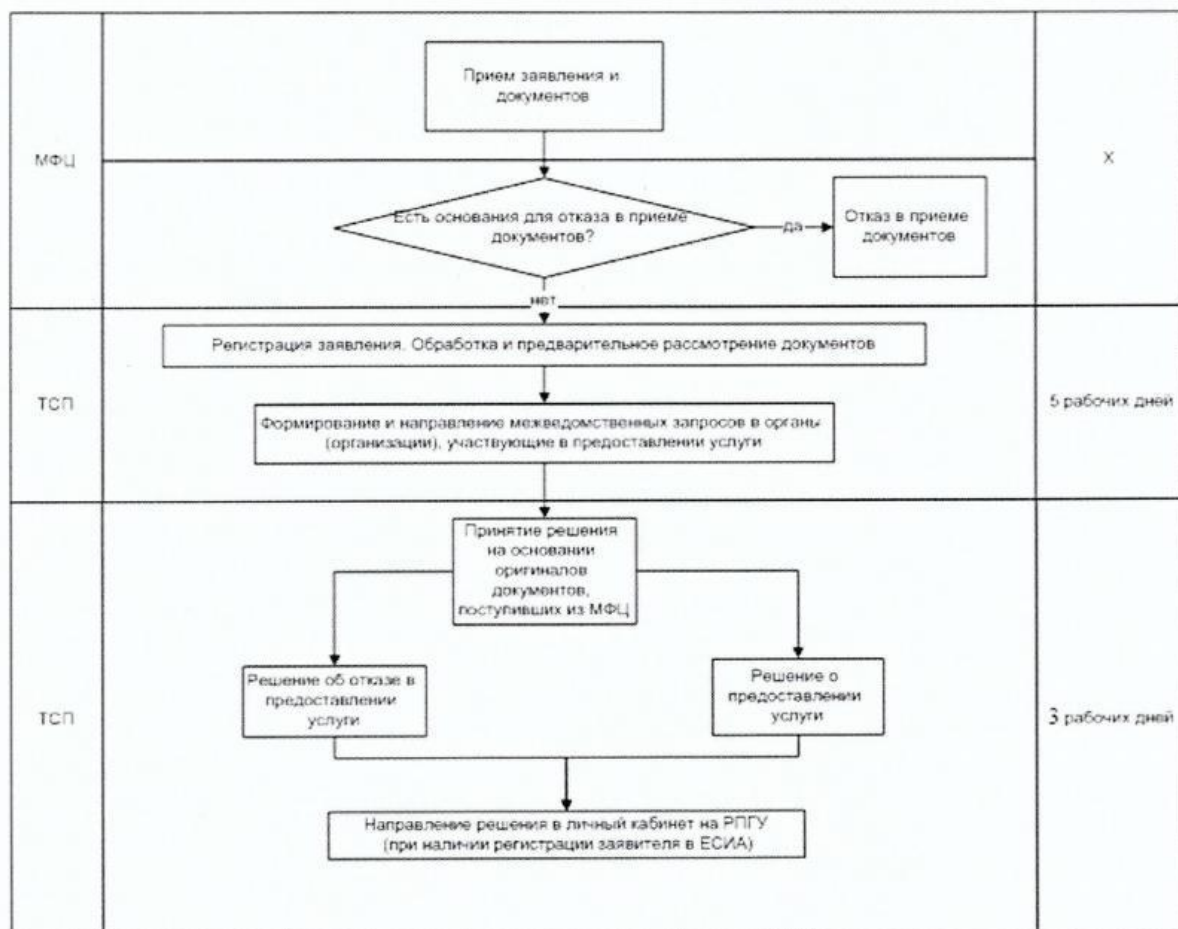 Прием заявления и
документов
МФЦ
X
Есть основания для отказа в приеме
документов?
да
Отказ в приеме
документов
нет
Регистрация заявления. Обработка и предварительное рассмотрение документов
ТСП
5 рабочих дней
Формирование и направление межведомственных запросов в органы
(организации), участвующие в предоставлении услуги
Принятие решения
на основании
оригиналов
документов,
поступивших из МФЦ
Решение об отказе в
предоставлении
услуги
Решение о
предоставлении
услуги
ТСП
3 рабочих дней
Направление решения в личный кабинет на РПГУ
(при наличии регистрации заявителя в ЕСИА)